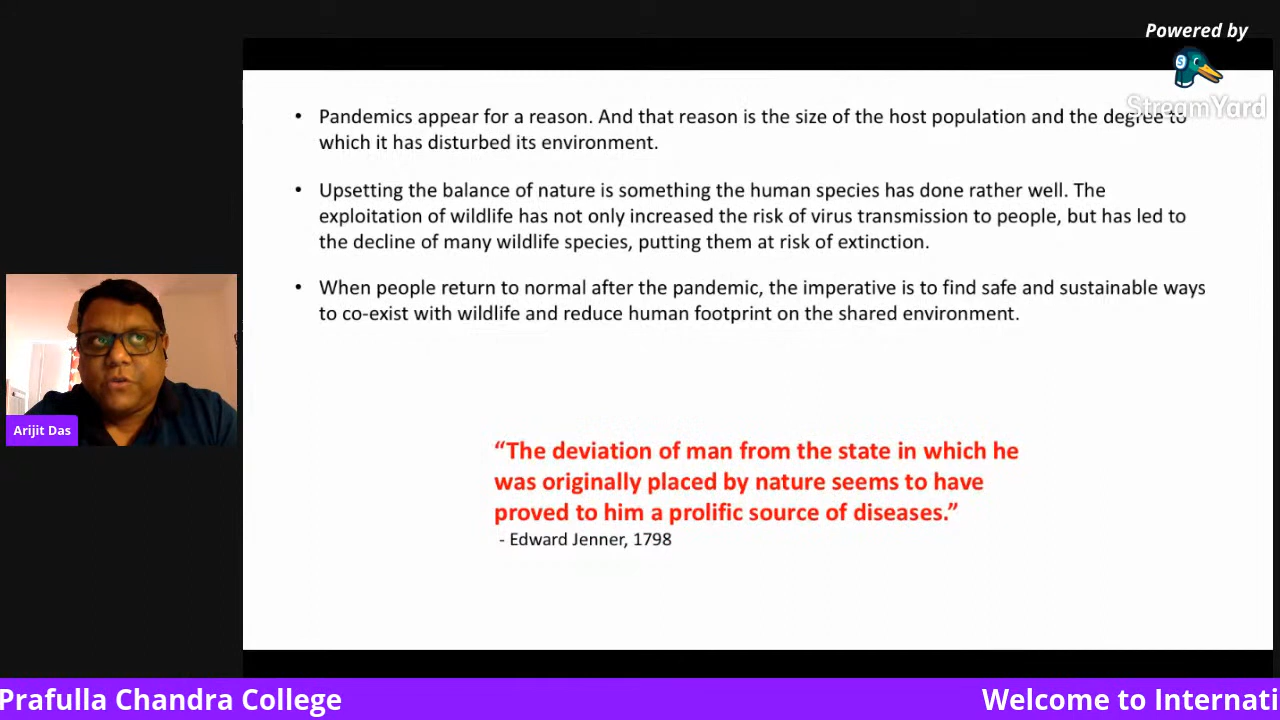 Powered by
StreamYard
• Pandemics appear for a reason. And that reason is the size of the host population and the degree to
which it has disturbed its environment.
• Upsetting the balance of nature is something the human species has done rather well. The
exploitation of wildlife has not only increased the risk of virus transmission to people, but has led to
the decline of many wildlife species, putting them at risk of extinction.
• When people return to normal after the pandemic, the imperative is to find safe and sustainable ways
to co-exist with wildlife and reduce human footprint on the shared environment.
Arijit Das
“The deviation of man from the state in which he
was originally placed by nature seems to have
proved to him a prolific source of diseases.”
- Edward Jenner, 1798
Prafulla Chandra College
Welcome to Internati